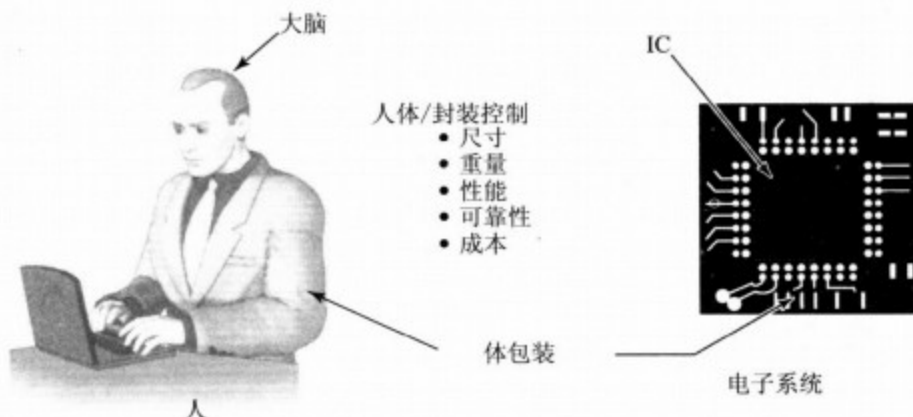 大脑
IC
人体/封装控制
• 尺寸
• 重量
• 性能
• 可靠性
• 成本
体包装
电子系统
人